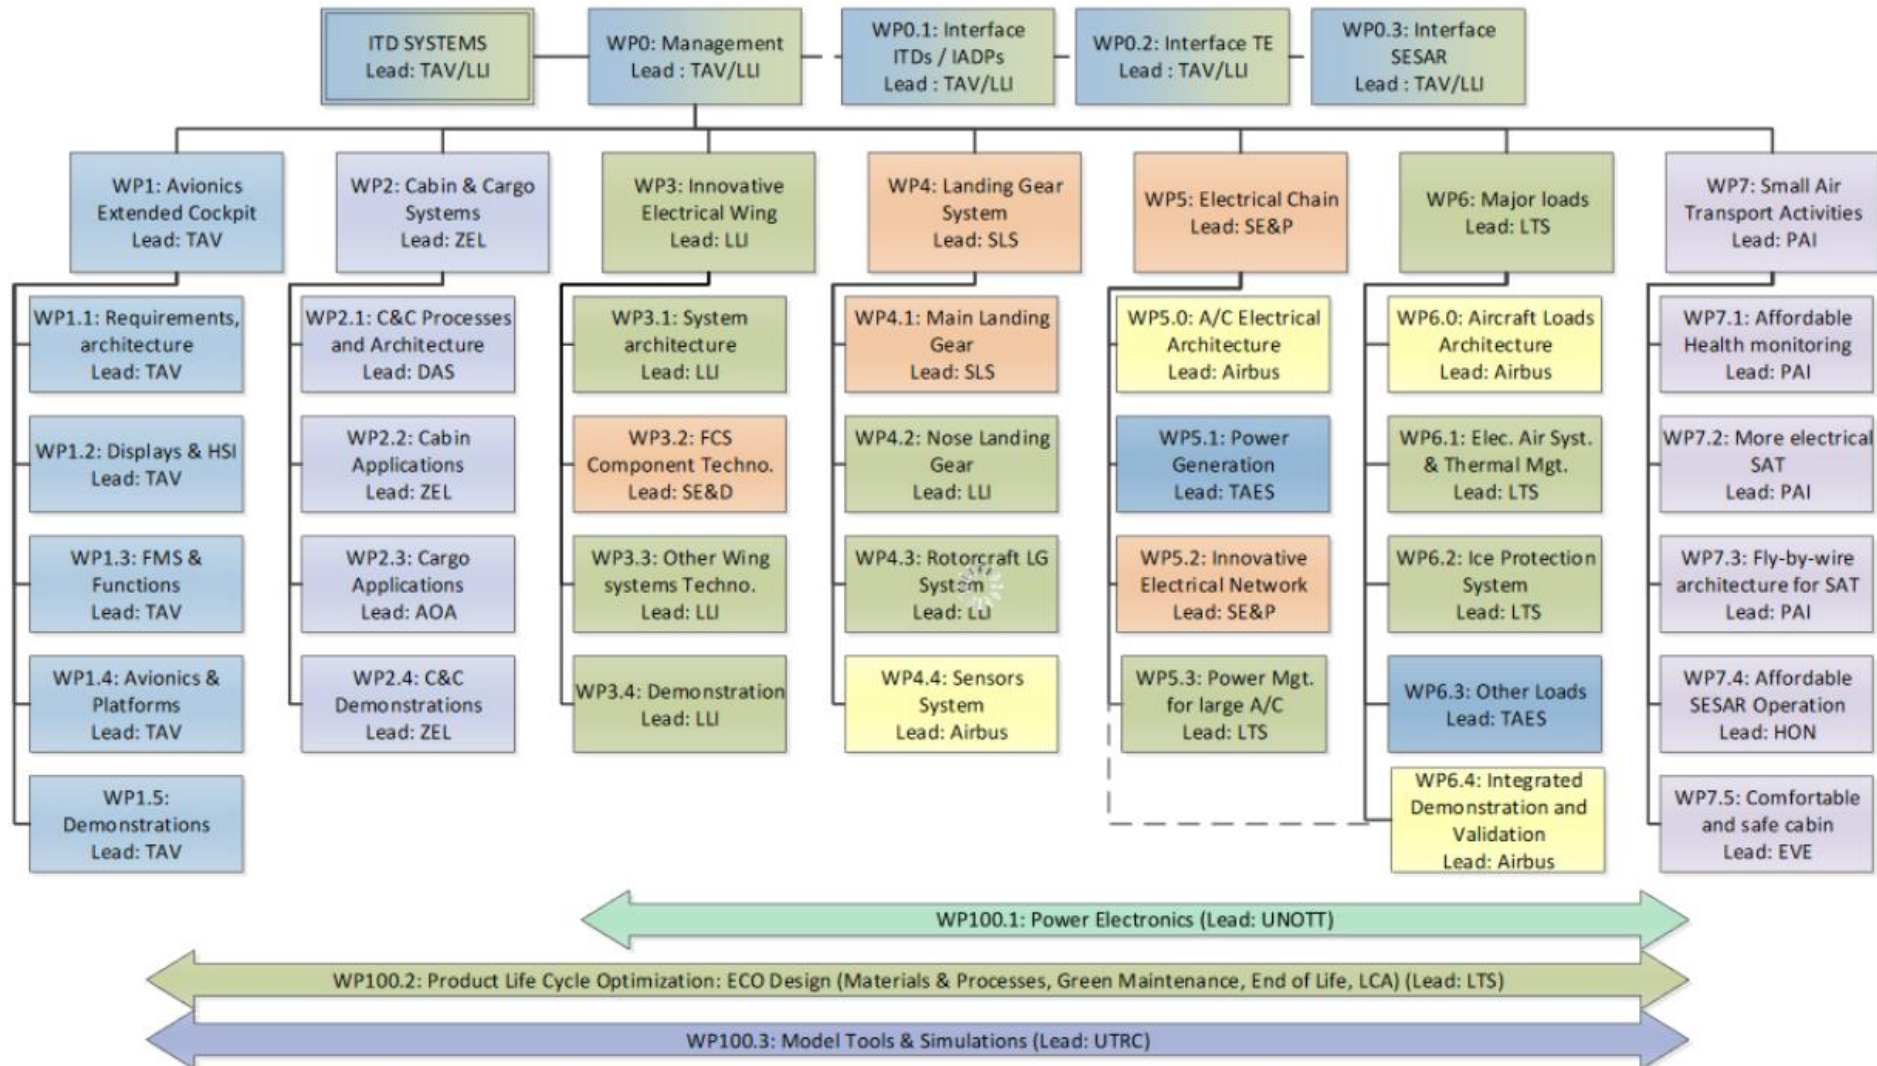 ITD SYSTEMS
Lead: TAV/LLI
WP0: Management
Lead : TAV/LLI
WP0.1: Interface
ITDs / IADPs
Lead : TAV/LLI
WP0.2: Interface TE
Lead : TAV/LLI
WP0.3: Interface
SESAR
Lead : TAV/LLI
WP1: Avionics
Extended Cockpit
Lead: TAV
WP2: Cabin & Cargo
Systems
Lead: ZEL
WP3: Innovative
Electrical Wing
Lead: LLI
WP4: Landing Gear
System
Lead: SLS
WP5: Electrical Chain
Lead: SE&P
WP6: Major loads
Lead: LTS
WP7: Small Air
Transport Activities
Lead: PAI
WP1.1: Requirements,
architecture
Lead: TAV
WP2.1: C&C Processes
and Architecture
Lead: DAS
WP3.1: System
architecture
Lead: LLI
WP4.1: Main Landing
Gear
Lead: SLS
WP5.0: A/C Electrical
Architecture
Lead: Airbus
WP6.0: Aircraft Loads
Architecture
Lead: Airbus
WP7.1: Affordable
Health monitoring
Lead: PAI
WP1.2: Displays & HSI
Lead: TAV
WP2.2: Cabin
Applications
Lead: ZEL
WP3.2: FCS
Component Techno.
Lead: SE&D
WP4.2: Nose Landing
Gear
Lead: LLI
WP5.1: Power
Generation
Lead: TAES
WP6.1: Elec. Air Syst.
& Thermal Mgt.
Lead: LTS
WP7.2: More electrical
SAT
Lead: PAI
WP1.3: FMS &
Functions
Lead: TAV
WP2.3: Cargo
Applications
Lead: AOA
WP3.3: Other Wing
systems Techno.
Lead: LLI
WP4.3: Rotorcraft LG
System
Lead: LLI
WP5.2: Innovative
Electrical Network
Lead: SE&P
WP6.2: Ice Protection
System
Lead: LTS
WP7.3: Fly-by-wire
architecture for SAT
Lead: PAI
WP1.4: Avionics &
Platforms
Lead: TAV
WP2.4: C&C
Demonstrations
Lead: ZEL
WP3.4: Demonstration
Lead: LLI
WP4.4: Sensors
System
Lead: Airbus
WP5.3: Power Mgt.
for large A/C
Lead: LTS
WP6.3: Other Loads
Lead: TAES
WP7.4: Affordable
SESAR Operation
Lead: HON
WP1.5:
Demonstrations
Lead: TAV
WP6.4: Integrated
Demonstration and
Validation
Lead: Airbus
WP7.5: Comfortable
and safe cabin
Lead: EVE
WP100.1: Power Electronics (Lead: UNOTT)
WP100.2: Product Life Cycle Optimization: ECO Design (Materials & Processes, Green Maintenance, End of Life, LCA) (Lead: LTS)
WP100.3: Model Tools & Simulations (Lead: UTRC)